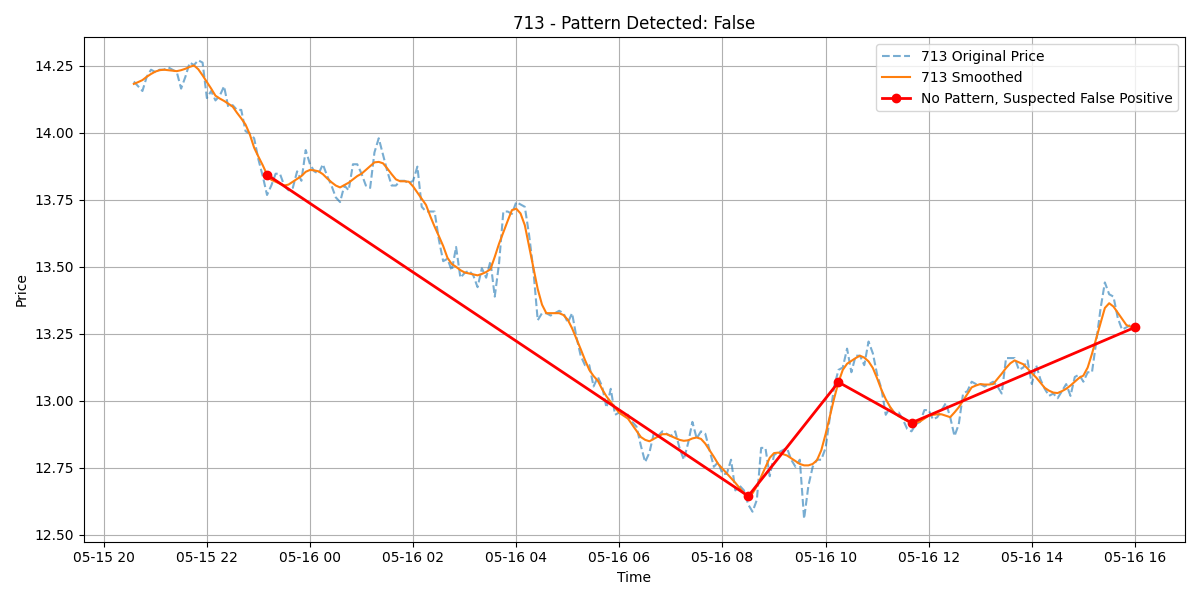 713 - Pattern Detected: False
713 Original Price
713 Smoothed
No Pattern, Suspected False Positive
Price
14.25
14.00
13.75
13.50
13.25
13.00
12.75
12.50
05-15 20 05-15 22 05-16 00 05-16 02 05-16 04 05-16 06 05-16 08 05-16 10 05-16 12 05-16 14 05-16 16
Time